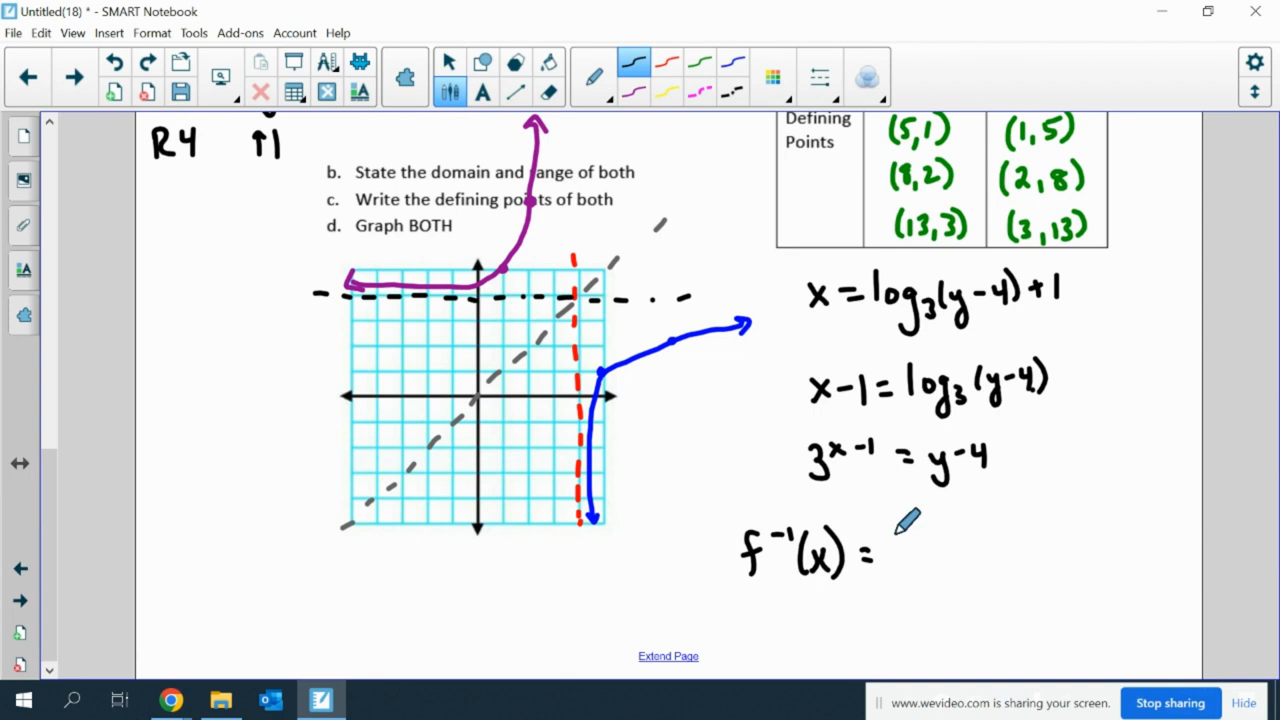 Untitled(18) * - SMART Notebook
File Edit View Insert Format Tools Add-ons Account Help
R4 ↑1
b. State the domain and range of both
c. Write the defining points of both
d. Graph BOTH
Defining Points
(5,1) (1,5)
(8,2) (2,8)
(13,3) (3,13)
x = log₃(y-4)+1
x-1 = log₃(y-4)
3ˣ⁻¹ = y-4
f⁻¹(x) =
Extend Page
www.wevideo.com is sharing your screen. Stop sharing Hide